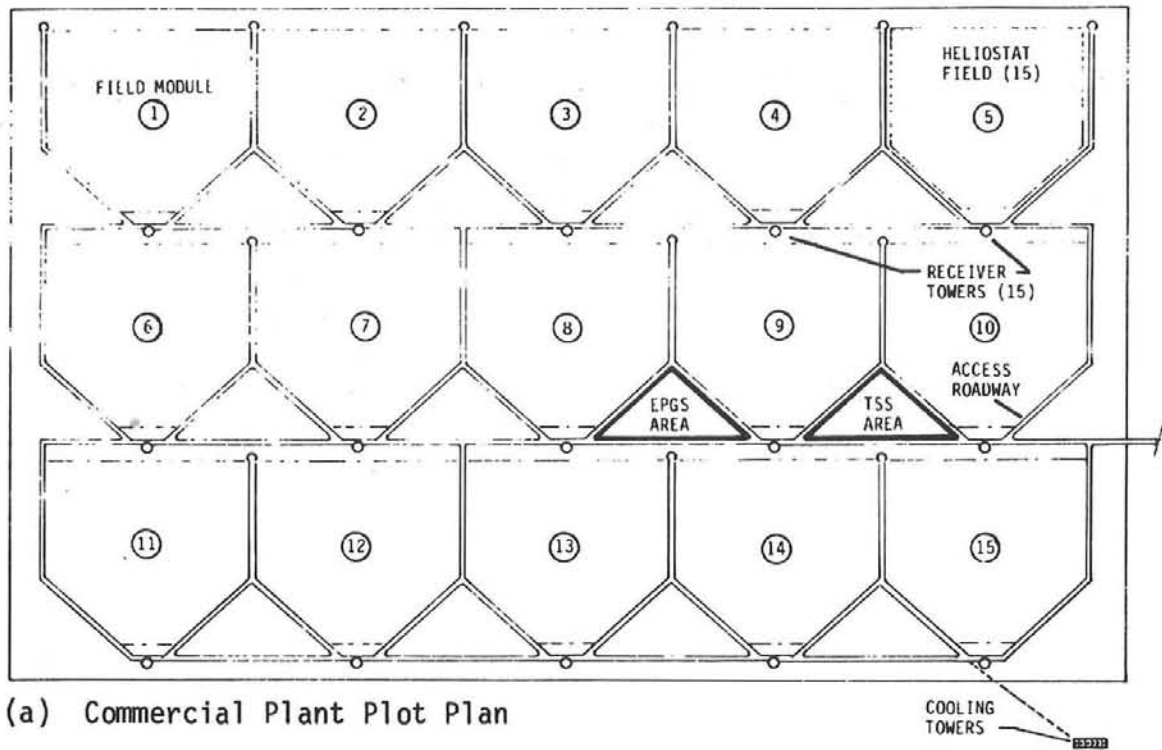 FIELD MODULE
1
2
3
4
HELIOSTAT
FIELD (15)
5
RECEIVER
TOWERS (15)
6
7
8
9
10
ACCESS
ROADWAY
EPGS
AREA
TSS
AREA
11
12
13
14
15
(a) Commercial Plant Plot Plan
COOLING
TOWERS